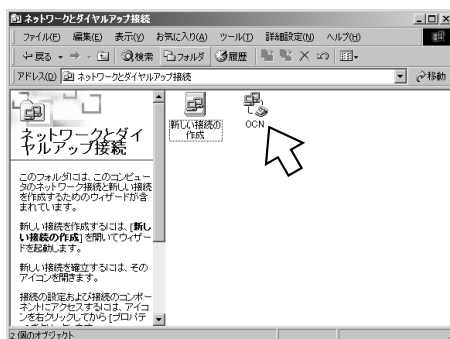 ネットワークとダイヤルアップ接続
ファイル(F) 編集(E) 表示(V) お気に入り(A) ツール(T) 詳細設定(N) ヘルプ(H)
戻る 検索 フォルダ 履歴
アドレス(D) ネットワークとダイヤルアップ接続 移動
ネットワークとダイ
ヤルアップ接続
このフォルダには、このコンピュー
タのネットワーク接続と新しい接続
を作成するためのウィザードが含
まれています。
新しい接続を作成するには、[新し
い接続の作成] を開いてウィザー
ドを起動します。
新しい接続を確立するには、その
アイコンを開きます。
接続の設定および接続のコンポー
ネントにアクセスするには、アイコ
ンを右クリックしてから [プロパテ
新しい接続の
作成
OCN
2 個のオブジェクト